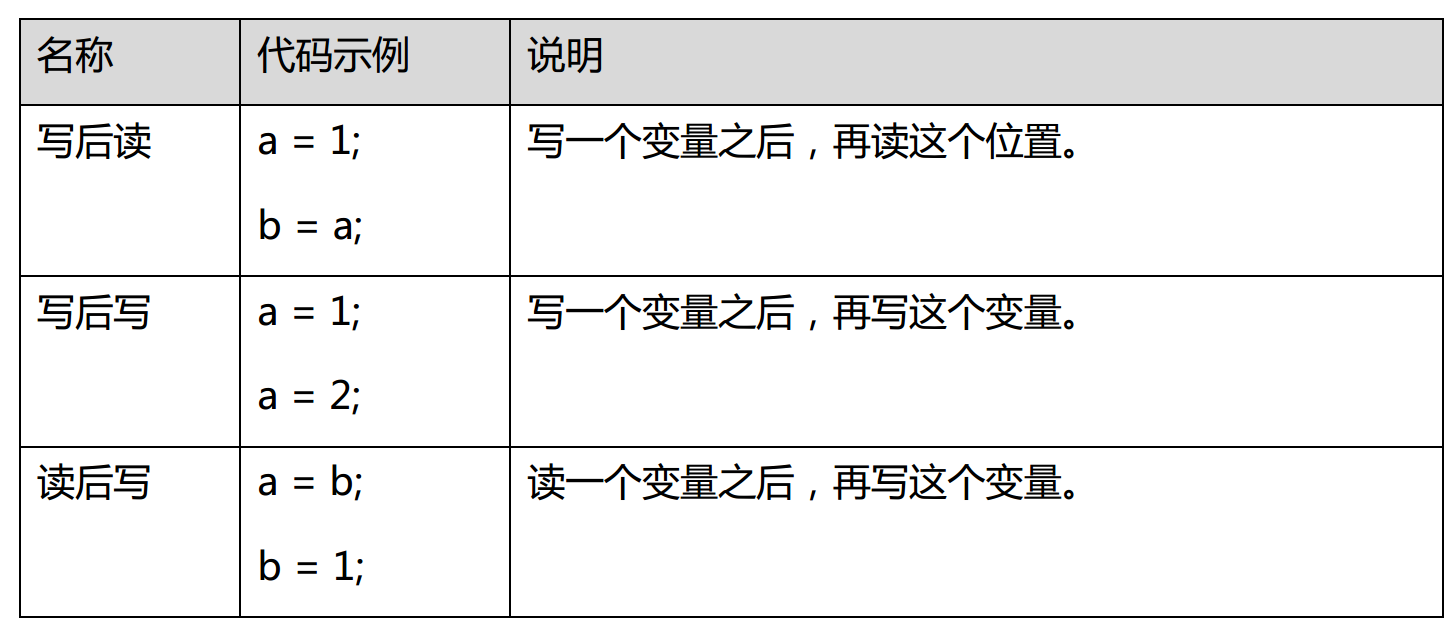 名称 代码示例 说明
写后读 a = 1; 写一个变量之后，再读这个位置。
b = a;
写后写 a = 1; 写一个变量之后，再写这个变量。
a = 2;
读后写 a = b; 读一个变量之后，再写这个变量。
b = 1;